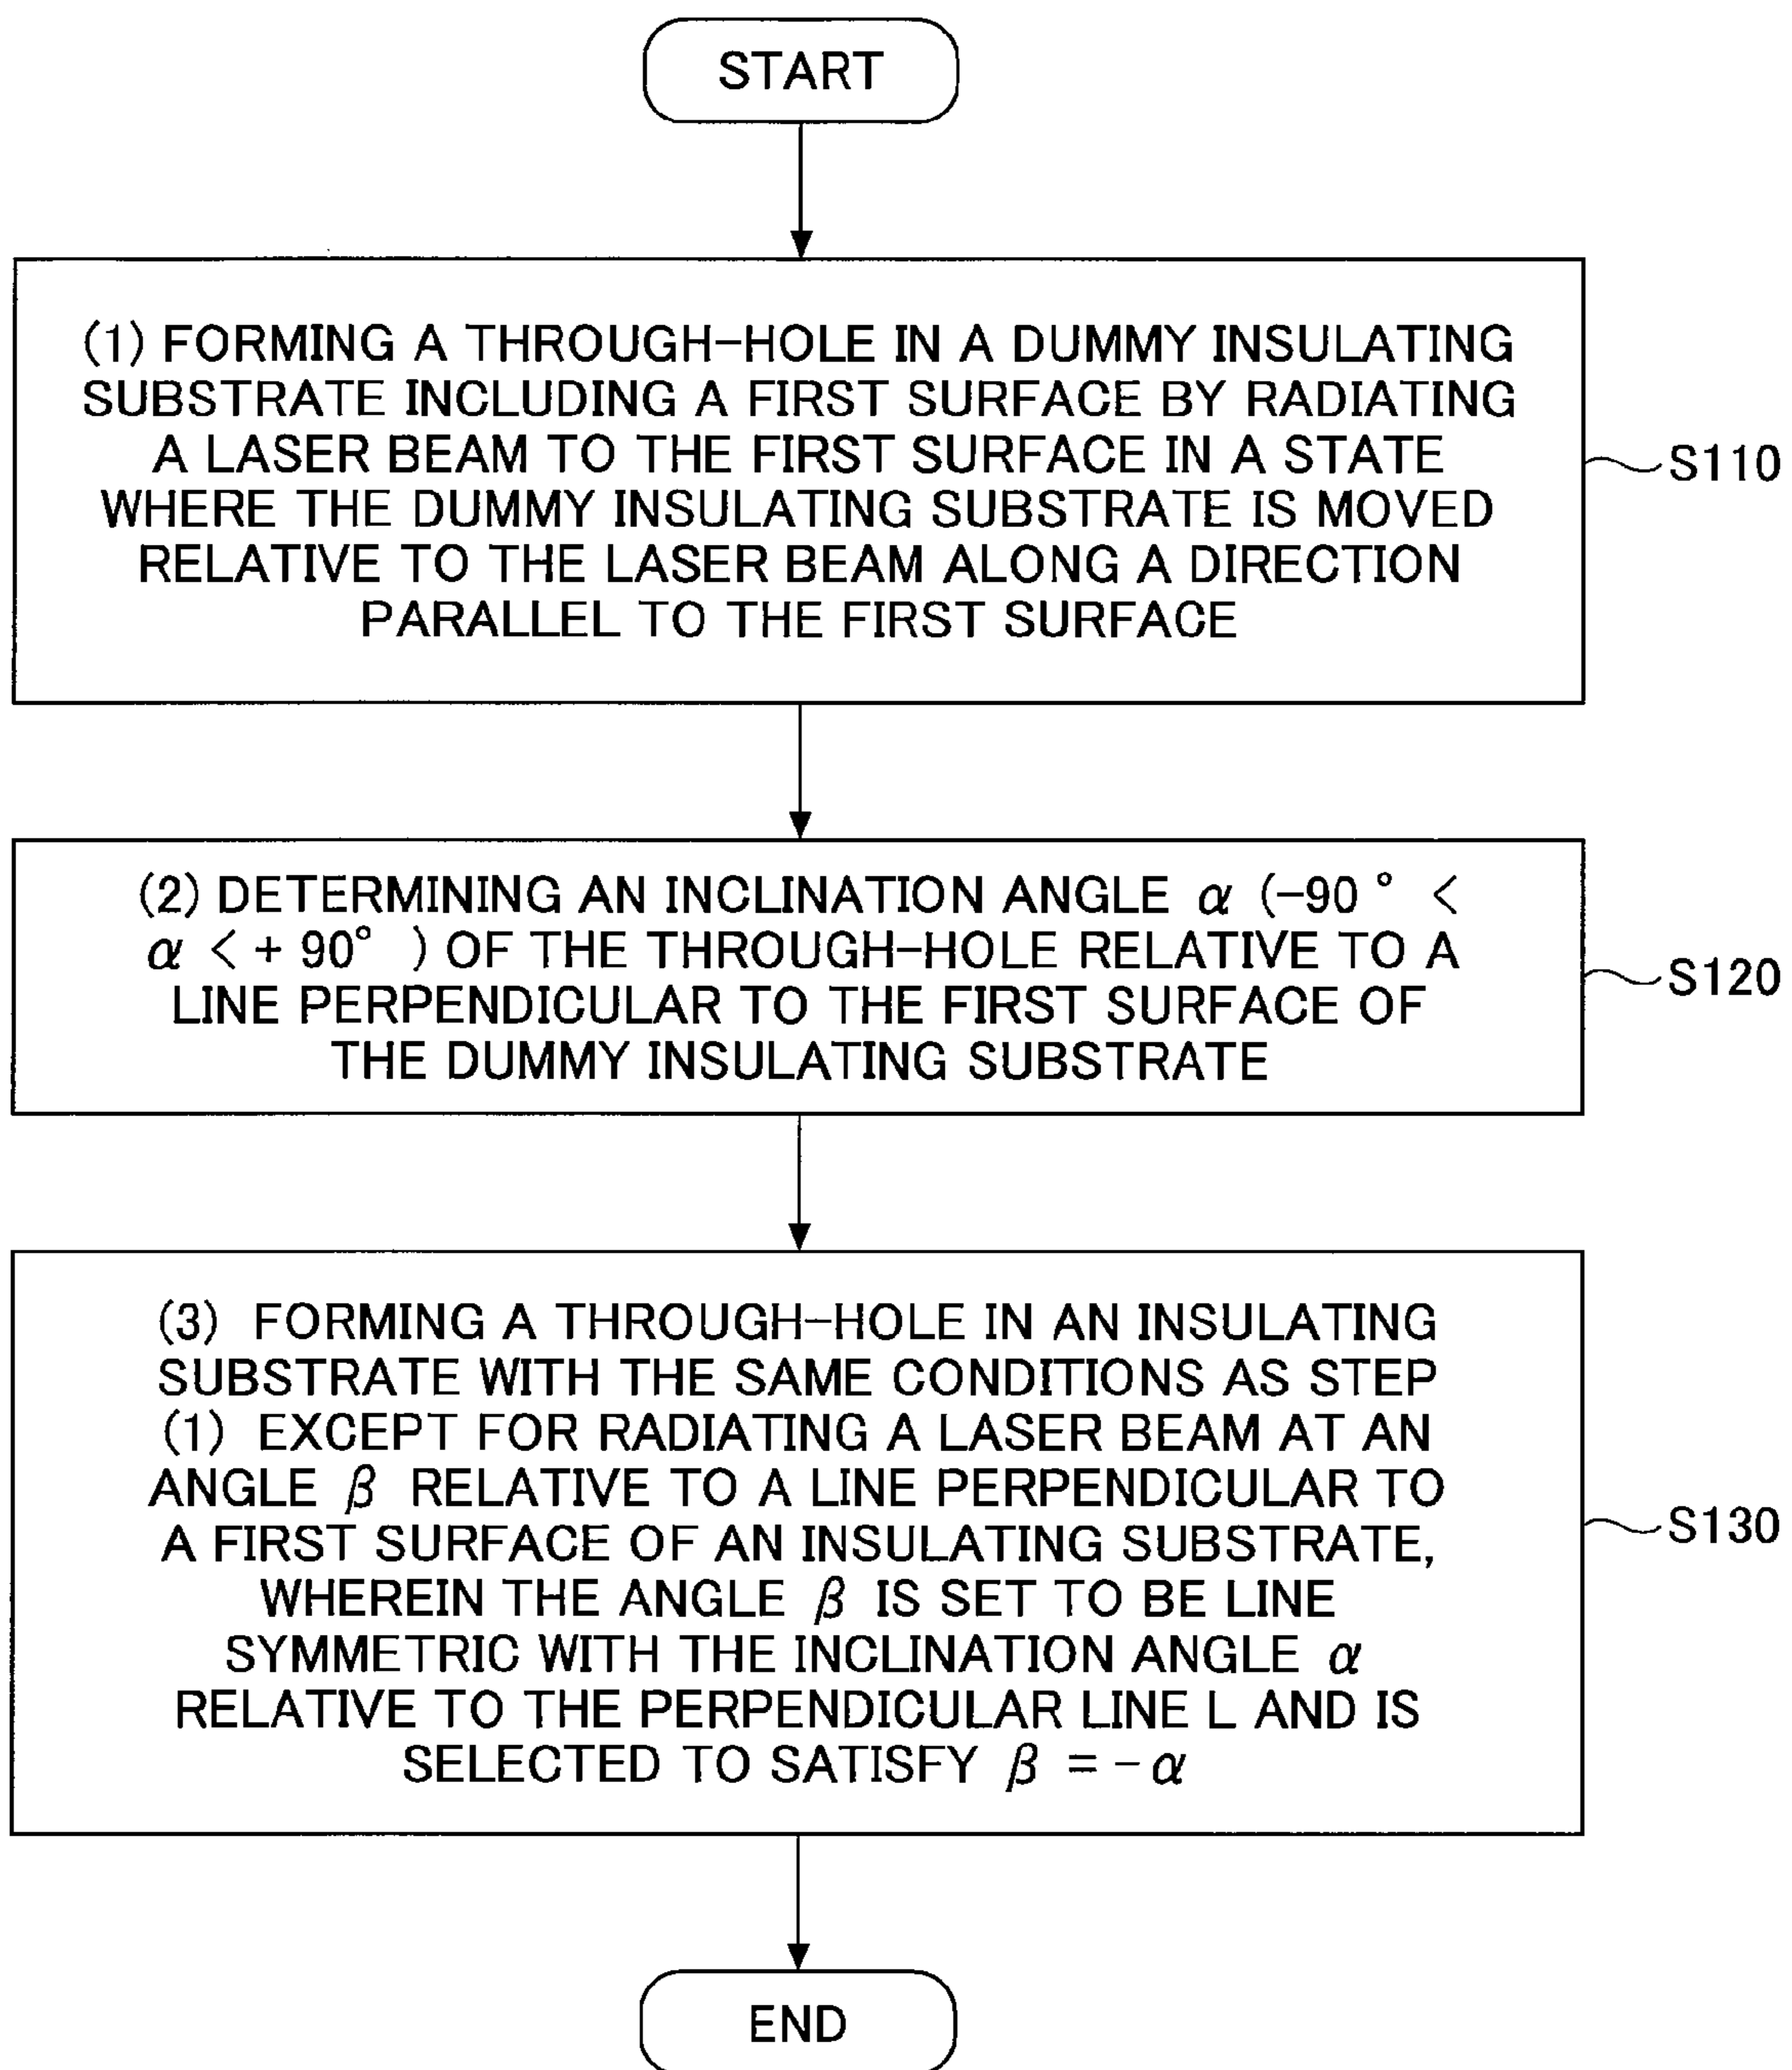 START
(1) FORMING A THROUGH-HOLE IN A DUMMY INSULATING
SUBSTRATE INCLUDING A FIRST SURFACE BY RADIATING
A LASER BEAM TO THE FIRST SURFACE IN A STATE
WHERE THE DUMMY INSULATING SUBSTRATE IS MOVED
RELATIVE TO THE LASER BEAM ALONG A DIRECTION
PARALLEL TO THE FIRST SURFACE
S110
(2) DETERMINING AN INCLINATION ANGLE α (-90 ° <
α < + 90° ) OF THE THROUGH-HOLE RELATIVE TO A
LINE PERPENDICULAR TO THE FIRST SURFACE OF
THE DUMMY INSULATING SUBSTRATE
S120
(3) FORMING A THROUGH-HOLE IN AN INSULATING
SUBSTRATE WITH THE SAME CONDITIONS AS STEP
(1) EXCEPT FOR RADIATING A LASER BEAM AT AN
ANGLE β RELATIVE TO A LINE PERPENDICULAR TO
A FIRST SURFACE OF AN INSULATING SUBSTRATE,
WHEREIN THE ANGLE β IS SET TO BE LINE
SYMMETRIC WITH THE INCLINATION ANGLE α
RELATIVE TO THE PERPENDICULAR LINE L AND IS
SELECTED TO SATISFY β = -α
S130
END